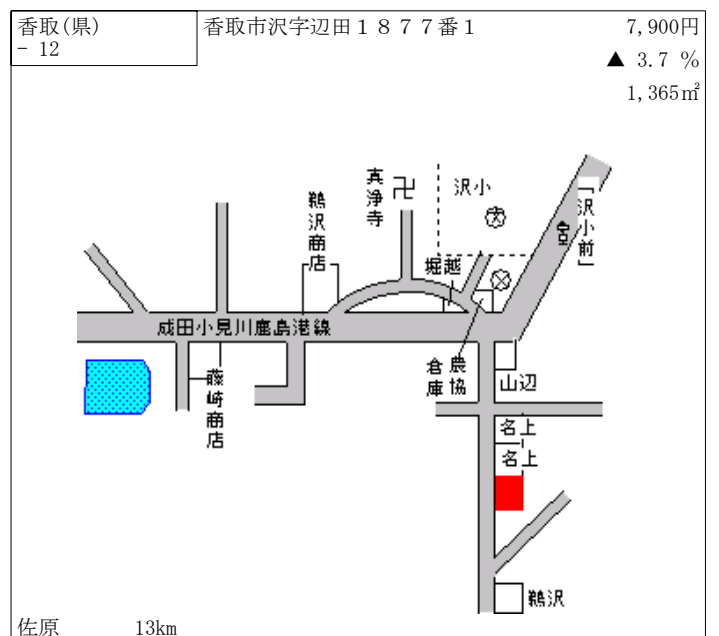 香取(県)
- 12
香取市沢字辺田１８７７番１
7,900円
▲ 3.7 %
1,365㎡
真浄寺
卍
沢小
文
「沢小前」
鵜沢商店
堀越
成田小見川鹿島港線
藤崎商店
農協倉庫
山辺
名上
名上
鵜沢
佐原 13km